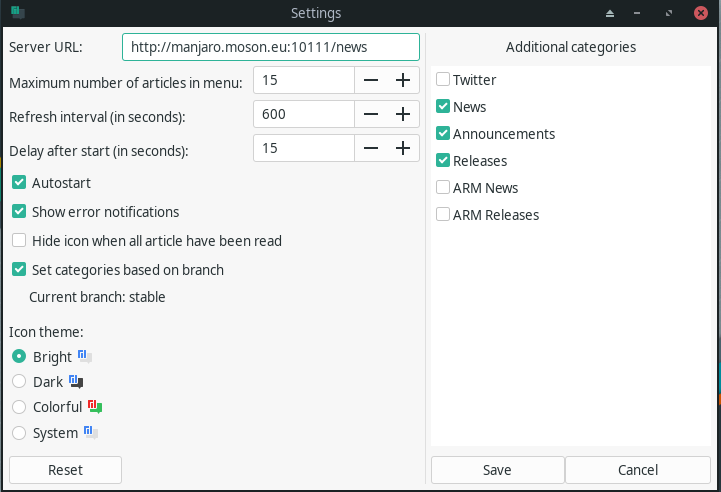 Settings
Server URL: http://manjaro.moson.eu:10111/news
Maximum number of articles in menu: 15
Refresh interval (in seconds): 600
Delay after start (in seconds): 15
Autostart
Show error notifications
Hide icon when all article have been read
Set categories based on branch
Current branch: stable
Icon theme:
Bright
Dark
Colorful
System
Reset
Additional categories
Twitter
News
Announcements
Releases
ARM News
ARM Releases
Save
Cancel